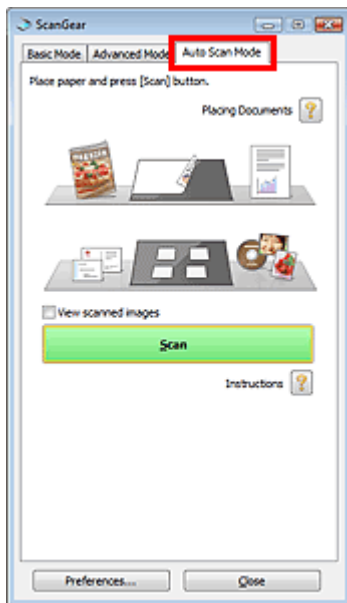 ScanGear
Basic Mode Advanced Mode Auto Scan Mode
Place paper and press [Scan] button.
Placing Documents
View scanned images
Scan
Instructions
Preferences... Close